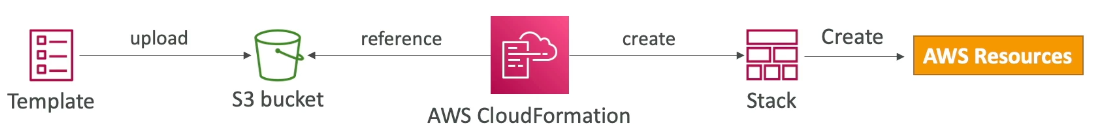 upload
reference
create
Create
AWS Resources
Template
S3 bucket
AWS CloudFormation
Stack